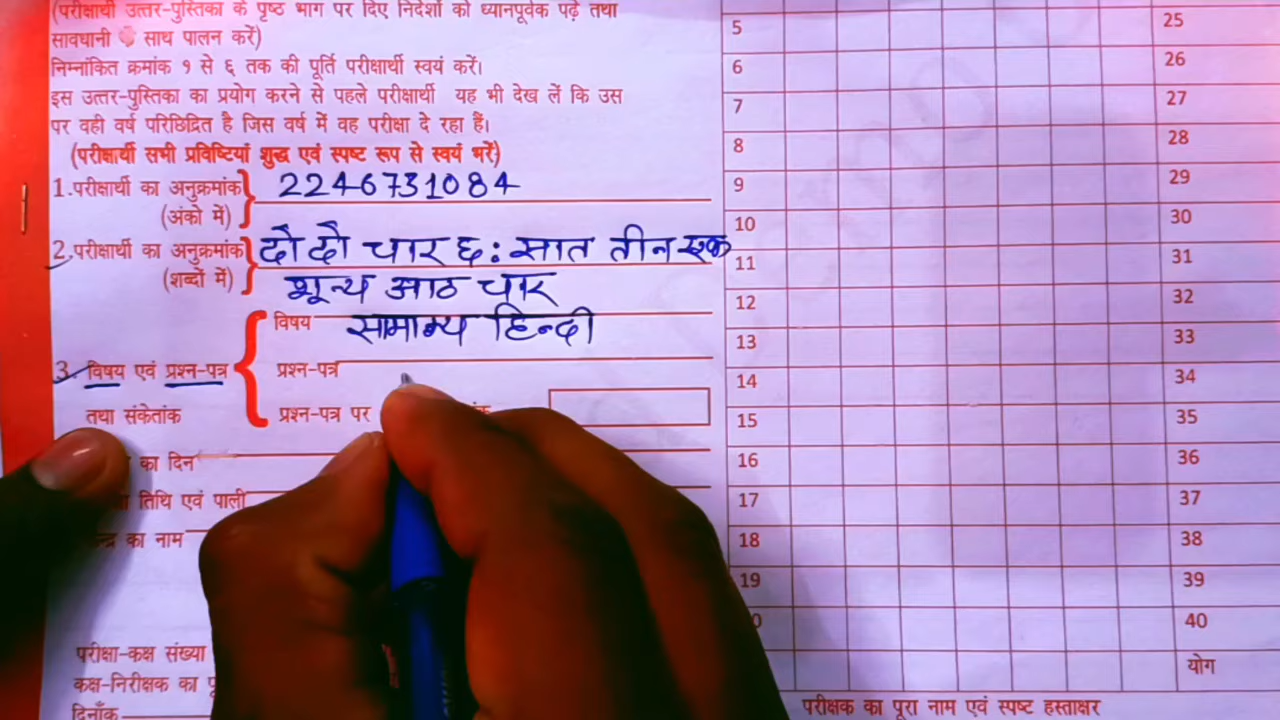 (परीक्षार्थी उत्तर-पुस्तिका के पृष्ठ भाग पर दिए निर्देशों को ध्यानपूर्वक पढ़ें तथा
सावधानी के साथ पालन करें)
निम्नांकित क्रमांक १ से ६ तक की पूर्ति परीक्षार्थी स्वयं करें।
इस उत्तर-पुस्तिका का प्रयोग करने से पहले परीक्षार्थी यह भी देख लें कि उस
पर वही वर्ष परिछिद्रित है जिस वर्ष में वह परीक्षा दे रहा है।
(परीक्षार्थी सभी प्रविष्टियां शुद्ध एवं स्पष्ट रूप से स्वयं भरें)
1.परीक्षार्थी का अनुक्रमांक 2246731084
(अंको में)
2.परीक्षार्थी का अनुक्रमांक दो दो चार छ: सात तीन एक
(शब्दों में) शून्य आठ चार
विषय सामान्य हिन्दी
3. विषय एवं प्रश्न-पत्र प्रश्न-पत्र
तथा संकेतांक प्रश्न-पत्र पर
का दिन
तिथि एवं पाली
का नाम
परीक्षा-कक्ष संख्या
कक्ष-निरीक्षक का
दिनाँक
5 25
6 26
7 27
8 28
9 29
10 30
11 31
12 32
13 33
14 34
15 35
16 36
17 37
18 38
19 39
40
योग
परीक्षक का पूरा नाम एवं स्पष्ट हस्ताक्षर